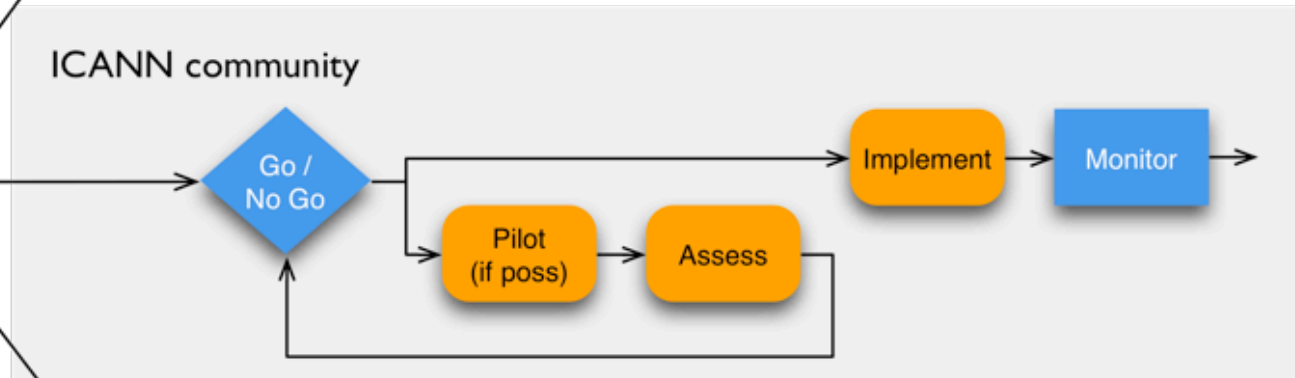 ICANN community
Go /
No Go
Implement
Monitor
Pilot
(if poss)
Assess